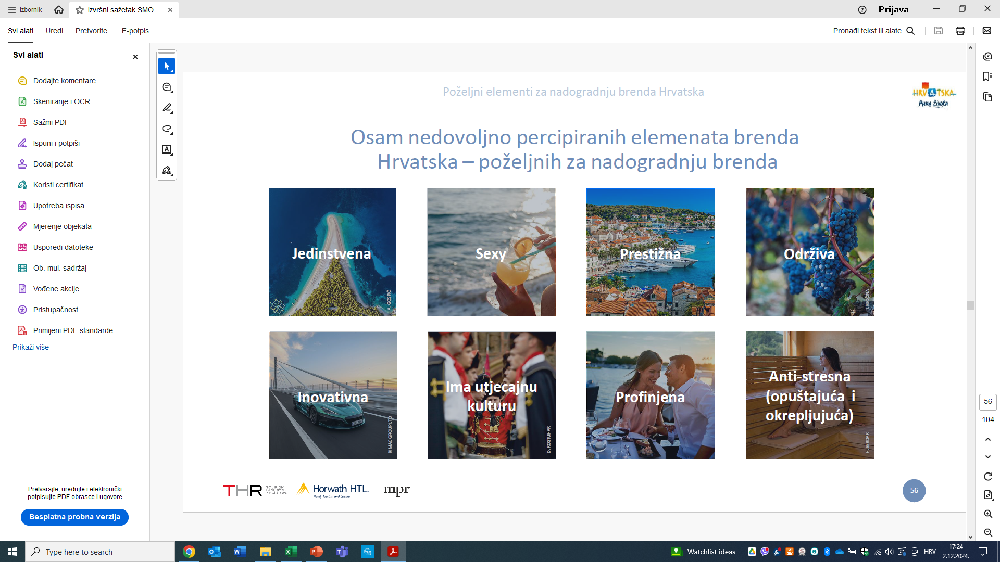 Izbornik
Izvršni sažetak SMO...
Prijava
Svi alati
Uredi
Pretvorite
E-potpis
Pronađi tekst ili alate
Svi alati
Dodajte komentare
Skeniranje i OCR
Sažmi PDF
Ispuni i potpiši
Dodaj pečat
Koristi certifikat
Upotreba ispisa
Mjerenje objekata
Usporedi datoteke
Ob. mul. sadržaj
Vođene akcije
Pristupačnost
Primijeni PDF standarde
Prikaži više
Pretvarajte, uređujte i elektronički
potpisujte PDF obrasce i ugovore
Besplatna probna verzija
Poželjni elementi za nadogradnju brenda Hrvatska
HRVATSKA
Puna života
Osam nedovoljno percipiranih elemenata brenda
Hrvatska – poželjnih za nadogradnju brenda
Jedinstvena
A. GOSPIĆ
Sexy
Prestižna
Održiva
Inovativna
RIMAC GROUP LTD
Ima utjecajnu
kulturu
D. ROSTUHAR
Profinjena
Anti-stresna
(opuštajuća i
okrepljujuća)
H. SERDAR
THR TOURISM
INDUSTRY
ADVISORS
Horwath HTL.
Hotel, Tourism and Leisure
mpr
56
56
104
Type here to search
Watchlist ideas
HRV
17:24
2.12.2024.